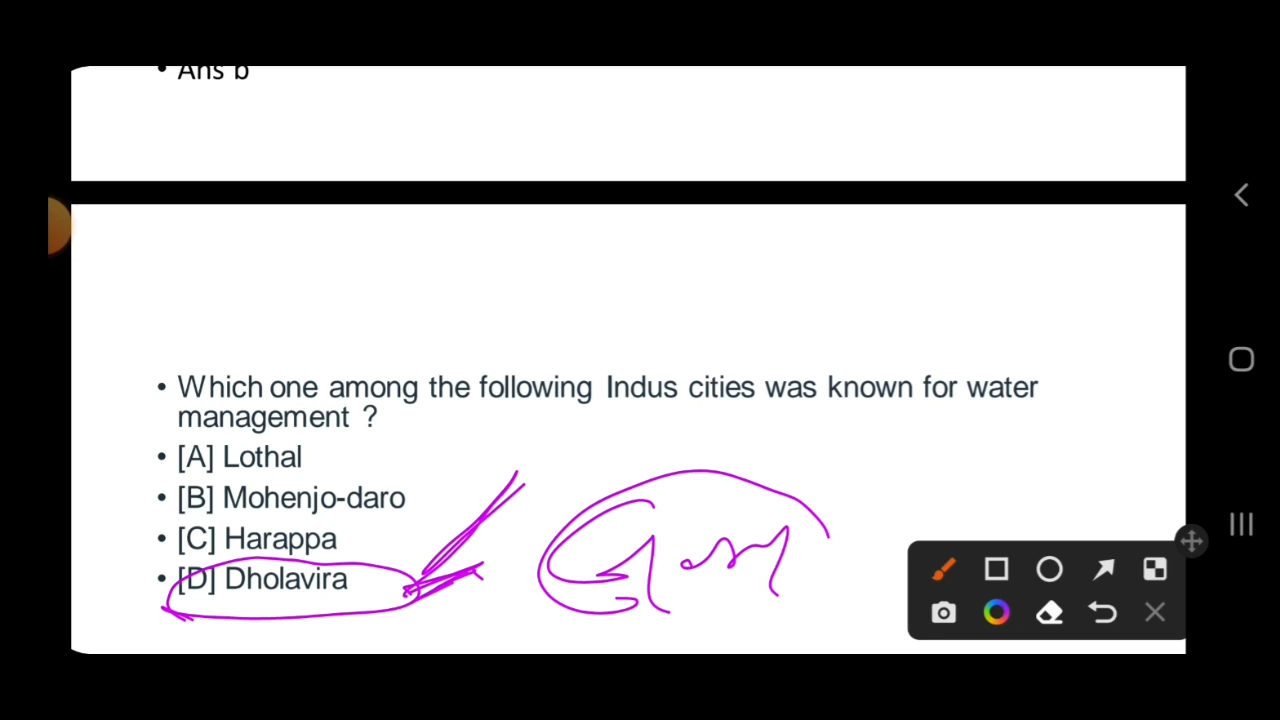 • Ans b
• Which one among the following Indus cities was known for water
management ?
• [A] Lothal
• [B] Mohenjo-daro
• [C] Harappa
• [D] Dholavira